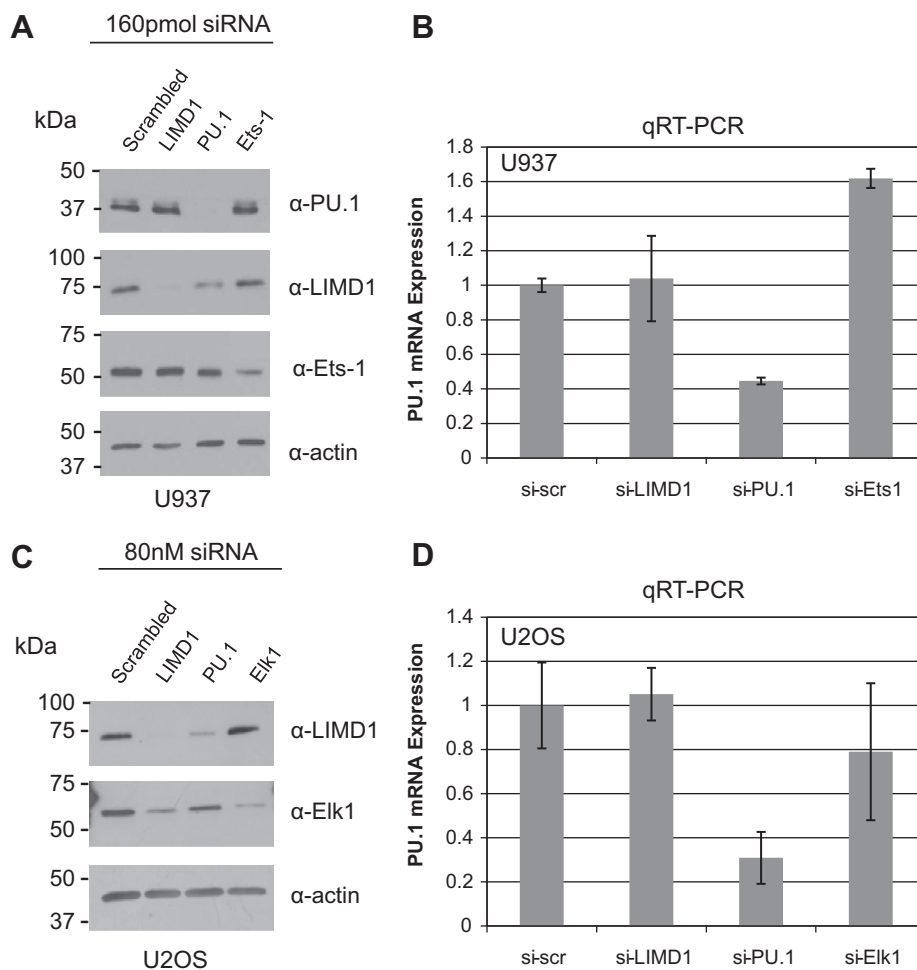 A
160pmol siRNA
kDa
Scrambled
LIMD1
PU.1
Ets-1
50
37
α-PU.1
100
75
α-LIMD1
75
50
α-Ets-1
50
37
α-actin
U937
B
qRT-PCR
U937
PU.1 mRNA Expression
1.8
1.6
1.4
1.2
1
0.8
0.6
0.4
0.2
0
si-scr si-LIMD1 si-PU.1 si-Ets1
C
80nM siRNA
kDa
Scrambled
LIMD1
PU.1
Elk1
100
75
α-LIMD1
75
50
α-Elk1
50
37
α-actin
U2OS
D
qRT-PCR
U2OS
PU.1 mRNA Expression
1.4
1.2
1
0.8
0.6
0.4
0.2
0
si-scr si-LIMD1 si-PU.1 si-Elk1